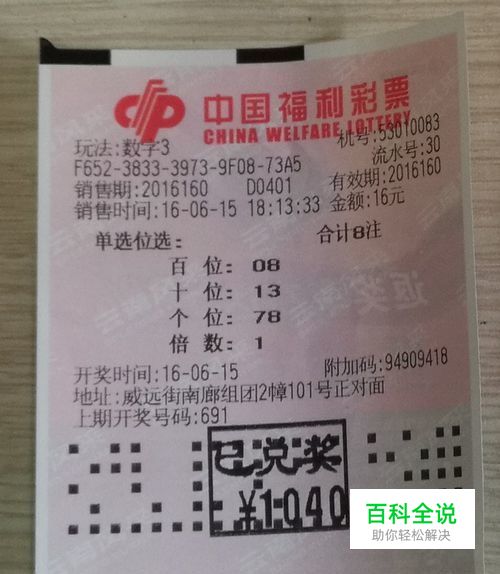 中国福利彩票
CHINA WELFARE LOTTERY
玩法:数字3 机号:53010083
F652-3833-3973-9F08-73A5 流水号:30
销售期:2016160 D0401 有效期:2016160
销售时间:16-06-15 18:13:33 金额:16元
单选位选: 合计8注
百 位: 08
十 位: 13
个 位: 78
倍 数: 1
开奖时间:16-06-15 附加码:94909418
地址:威远街南廊组团2幢101号正对面
上期开奖号码:691
已兑奖
¥1040
百科全说
助你轻松解决